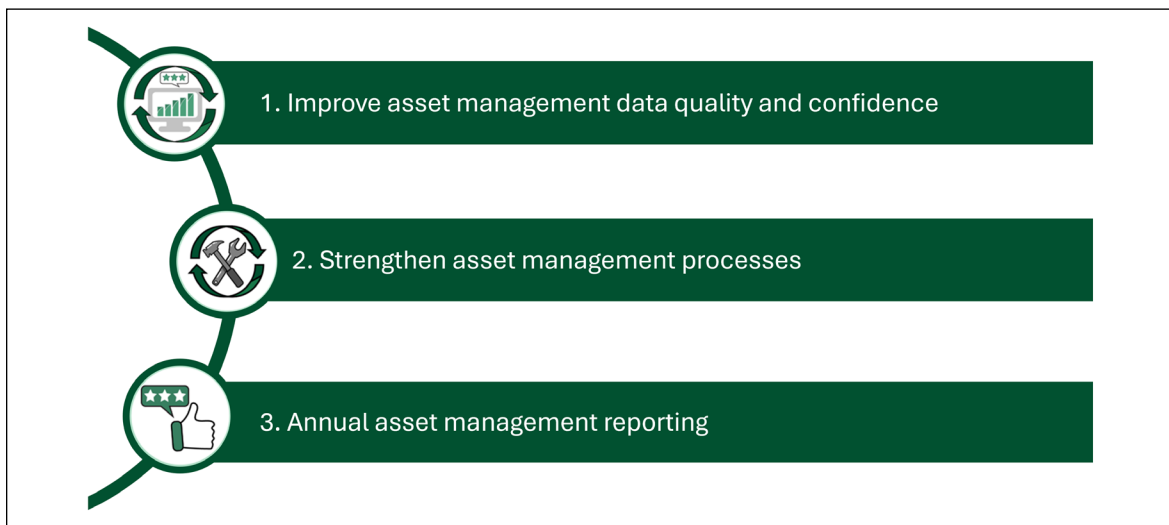 1. Improve asset management data quality and confidence
2. Strengthen asset management processes
3. Annual asset management reporting